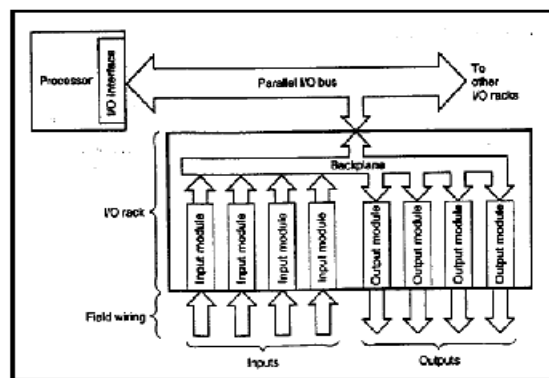 Processor
I/O interface
Parallel I/O bus
To
other
I/O racks
Backplane
I/O rack
Input module
Input module
Input module
Input module
Output module
Output module
Output module
Output module
Field wiring
Inputs
Outputs